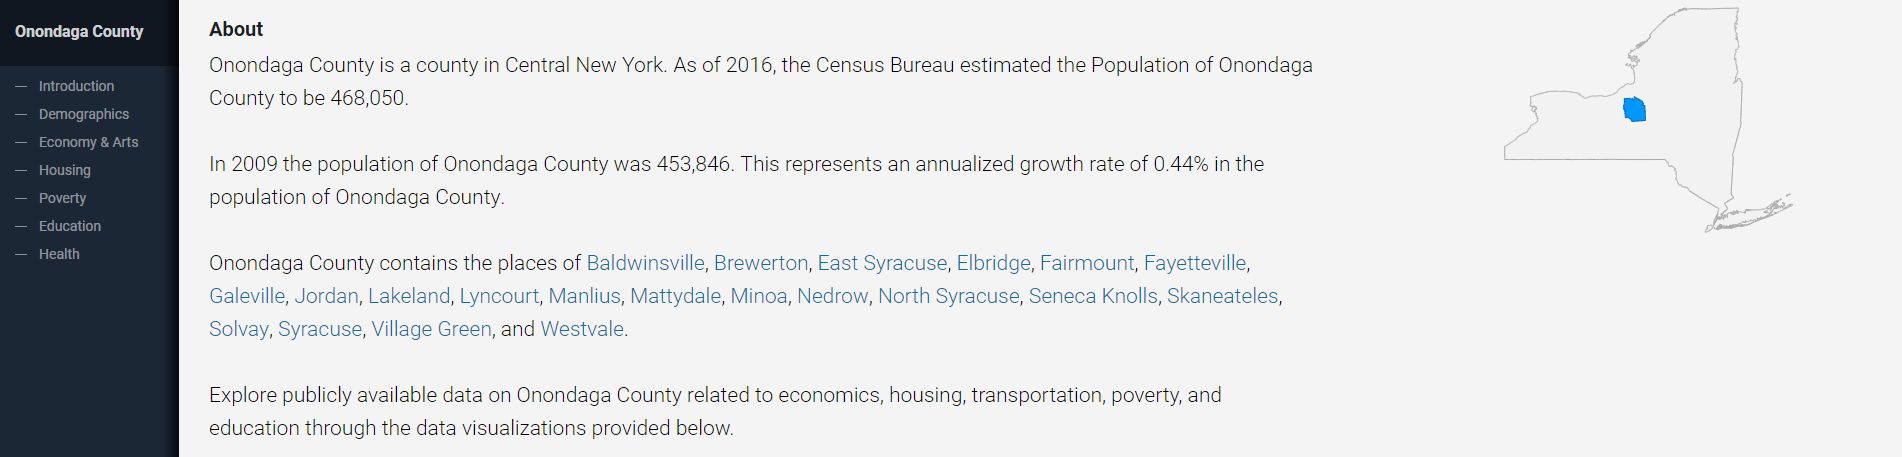 Onondaga County
— Introduction
— Demographics
— Economy & Arts
— Housing
— Poverty
— Education
— Health
About
Onondaga County is a county in Central New York. As of 2016, the Census Bureau estimated the Population of Onondaga
County to be 468,050.
In 2009 the population of Onondaga County was 453,846. This represents an annualized growth rate of 0.44% in the
population of Onondaga County.
Onondaga County contains the places of Baldwinsville, Brewerton, East Syracuse, Elbridge, Fairmount, Fayetteville,
Galeville, Jordan, Lakeland, Lyncourt, Manlius, Mattydale, Minoa, Nedrow, North Syracuse, Seneca Knolls, Skaneateles,
Solvay, Syracuse, Village Green, and Westvale.
Explore publicly available data on Onondaga County related to economics, housing, transportation, poverty, and
education through the data visualizations provided below.